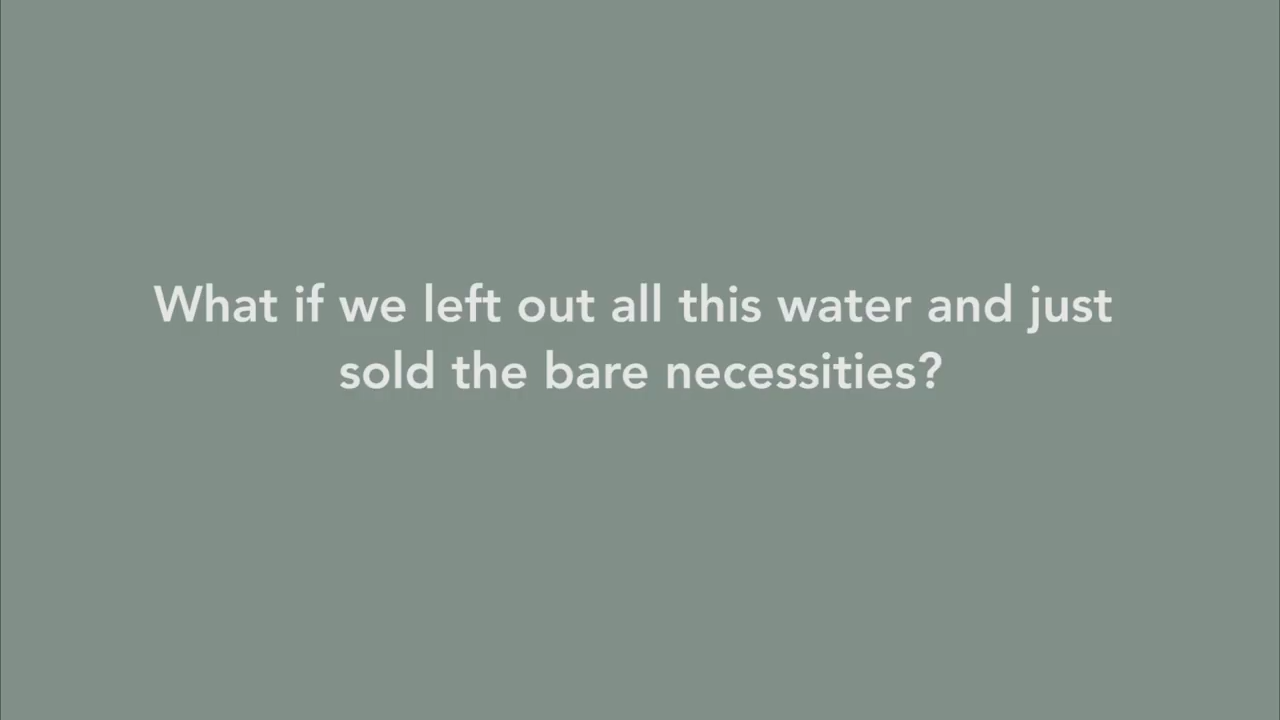 What if we left out all this water and just
sold the bare necessities?